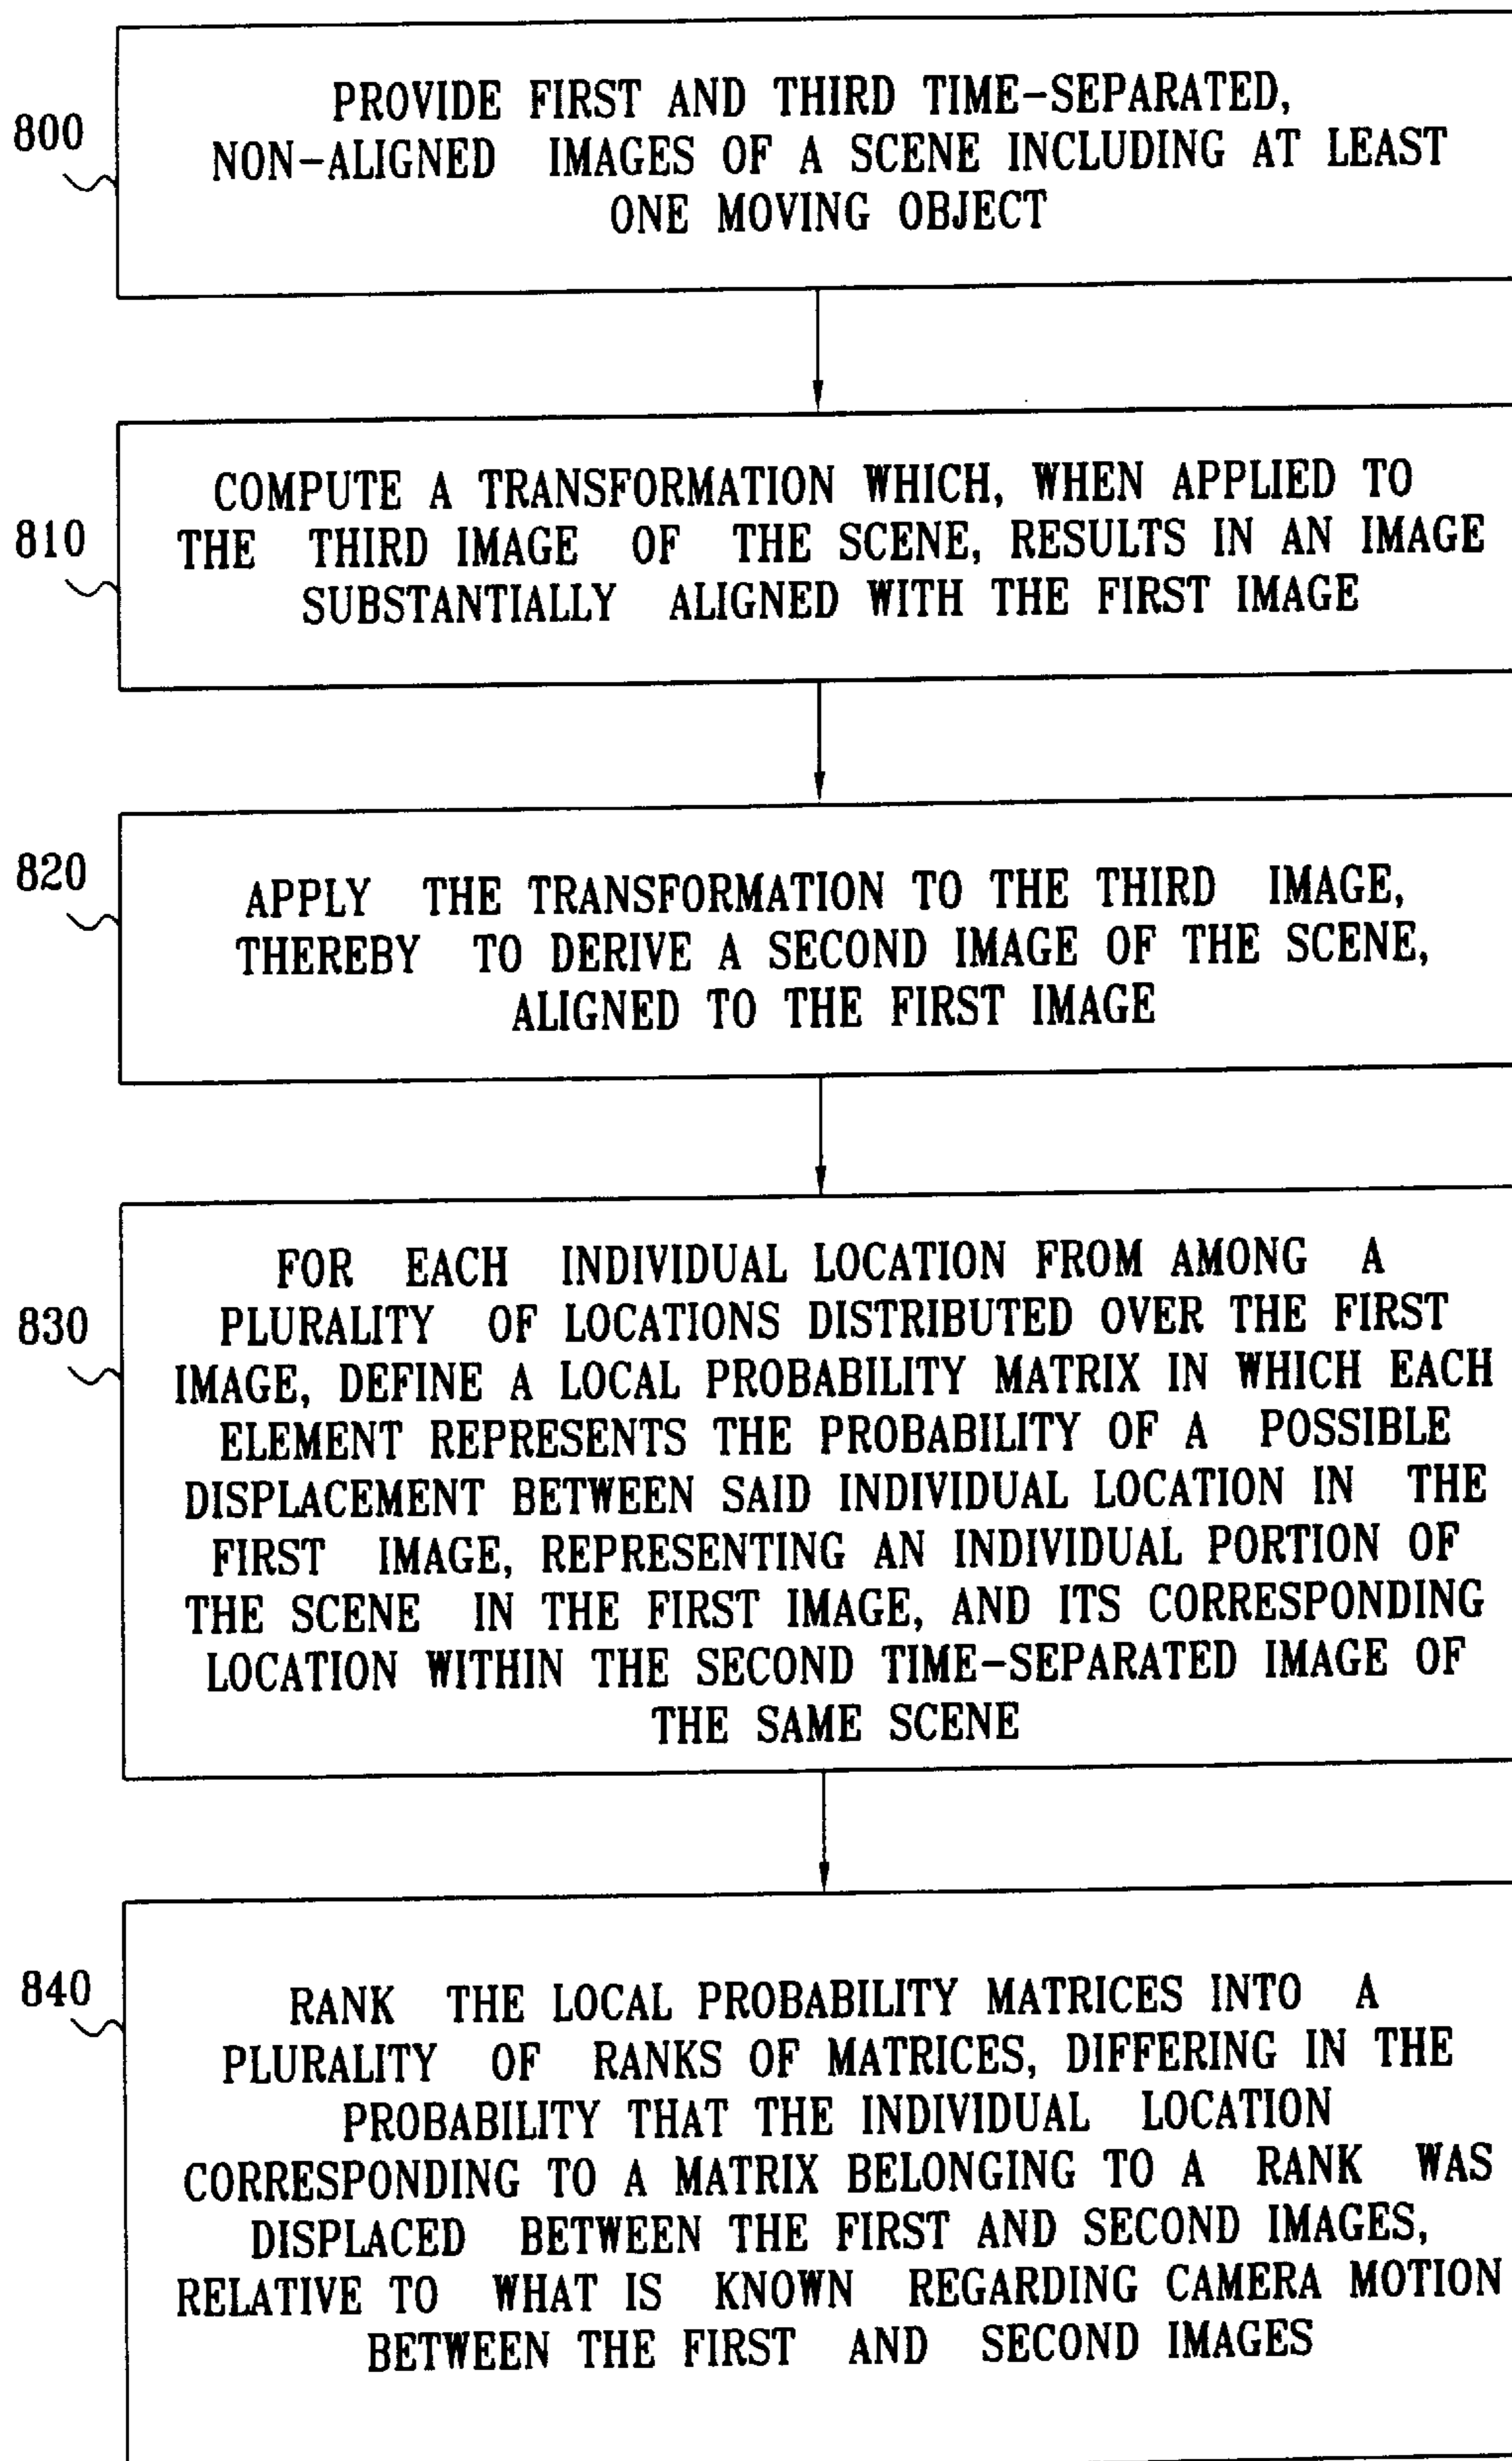 800
PROVIDE FIRST AND THIRD TIME-SEPARATED,
NON-ALIGNED IMAGES OF A SCENE INCLUDING AT LEAST
ONE MOVING OBJECT
810
COMPUTE A TRANSFORMATION WHICH, WHEN APPLIED TO
THE THIRD IMAGE OF THE SCENE, RESULTS IN AN IMAGE
SUBSTANTIALLY ALIGNED WITH THE FIRST IMAGE
820
APPLY THE TRANSFORMATION TO THE THIRD IMAGE,
THEREBY TO DERIVE A SECOND IMAGE OF THE SCENE,
ALIGNED TO THE FIRST IMAGE
830
FOR EACH INDIVIDUAL LOCATION FROM AMONG A
PLURALITY OF LOCATIONS DISTRIBUTED OVER THE FIRST
IMAGE, DEFINE A LOCAL PROBABILITY MATRIX IN WHICH EACH
ELEMENT REPRESENTS THE PROBABILITY OF A POSSIBLE
DISPLACEMENT BETWEEN SAID INDIVIDUAL LOCATION IN THE
FIRST IMAGE, REPRESENTING AN INDIVIDUAL PORTION OF
THE SCENE IN THE FIRST IMAGE, AND ITS CORRESPONDING
LOCATION WITHIN THE SECOND TIME-SEPARATED IMAGE OF
THE SAME SCENE
840
RANK THE LOCAL PROBABILITY MATRICES INTO A
PLURALITY OF RANKS OF MATRICES, DIFFERING IN THE
PROBABILITY THAT THE INDIVIDUAL LOCATION
CORRESPONDING TO A MATRIX BELONGING TO A RANK WAS
DISPLACED BETWEEN THE FIRST AND SECOND IMAGES,
RELATIVE TO WHAT IS KNOWN REGARDING CAMERA MOTION
BETWEEN THE FIRST AND SECOND IMAGES